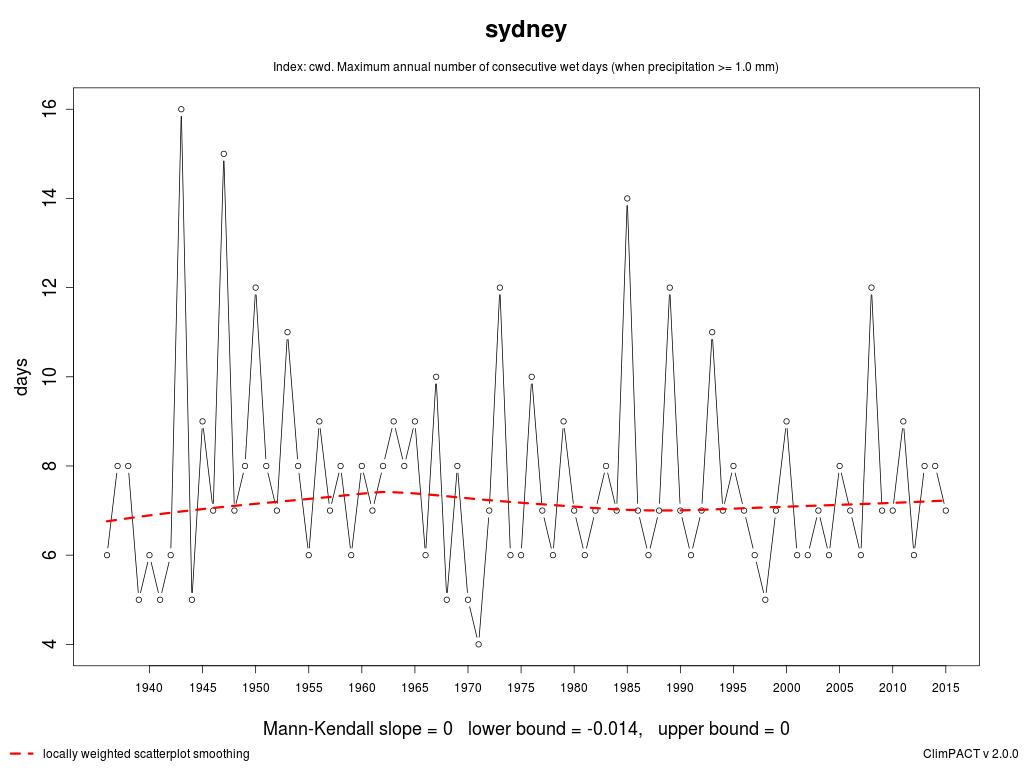 sydney
Index: cwd. Maximum annual number of consecutive wet days (when precipitation >= 1.0 mm)
days
16
14
12
10
8
6
4
1940 1945 1950 1955 1960 1965 1970 1975 1980 1985 1990 1995 2000 2005 2010 2015
Mann-Kendall slope = 0 lower bound = -0.014, upper bound = 0
locally weighted scatterplot smoothing
ClimPACT v 2.0.0